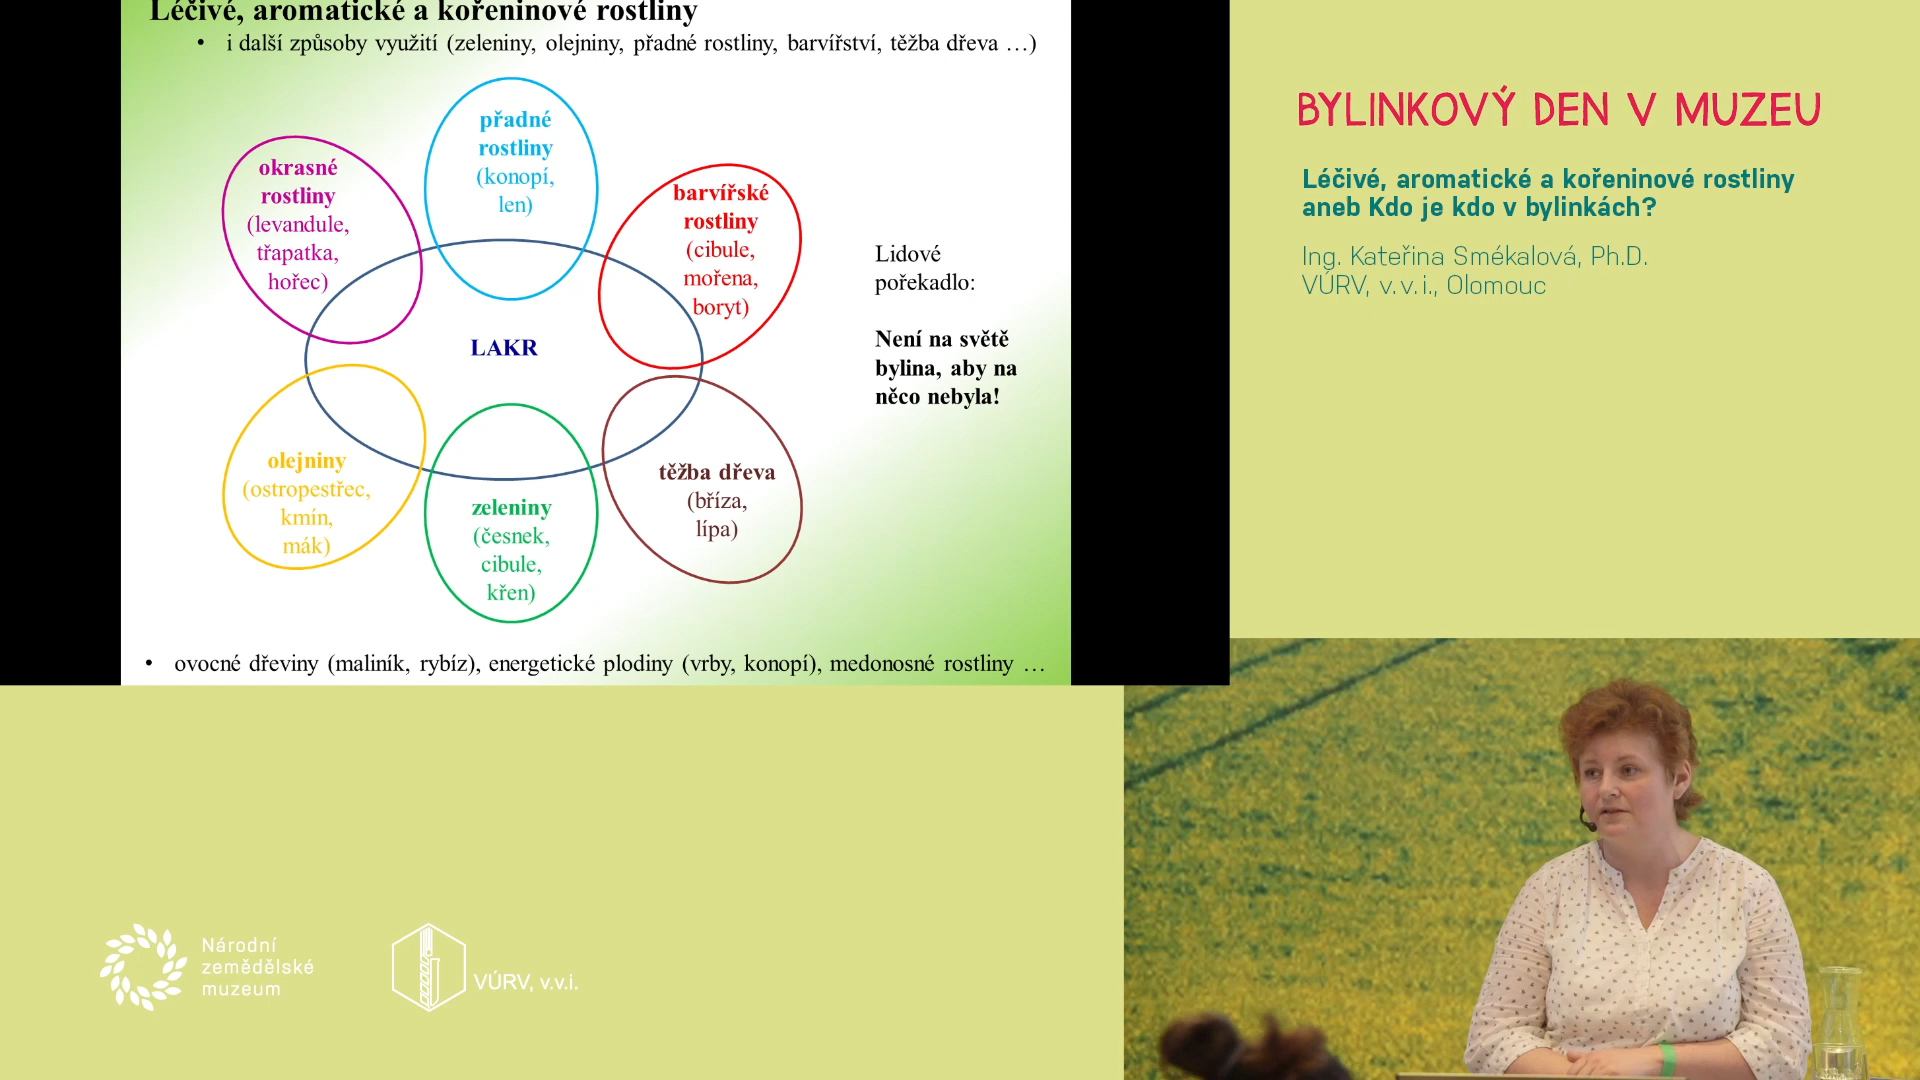 Léčivé, aromatické a kořeninové rostliny
• i další způsoby využití (zeleniny, olejniny, přadné rostliny, barvířství, těžba dřeva …)
okrasné
rostliny
(levandule,
třapatka,
hořec)
přadné
rostliny
(konopí,
len)
barvířské
rostliny
(cibule,
mořena,
boryt)
LAKR
olejniny
(ostropestřec,
kmín,
mák)
zeleniny
(česnek,
cibule,
křen)
těžba dřeva
(bříza,
lípa)
Lidové
pořekadlo:
Není na světě
bylina, aby na
něco nebyla!
• ovocné dřeviny (maliník, rybíz), energetické plodiny (vrby, konopí), medonosné rostliny …
BYLINKOVÝ DEN V MUZEU
Léčivé, aromatické a kořeninové rostliny
aneb Kdo je kdo v bylinkách?
Ing. Kateřina Smékalová, Ph.D.
VÚRV, v. v. i., Olomouc
Národní
zemědělské
muzeum
VÚRV, v.v.i.